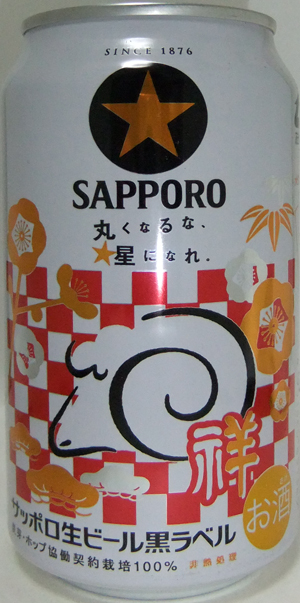 SINCE 1876
SAPPORO
丸くなるな、
★星になれ。
祥
お酒
サッポロ生ビール黒ラベル
麦芽・ホップ協働契約栽培100% 非熱処理